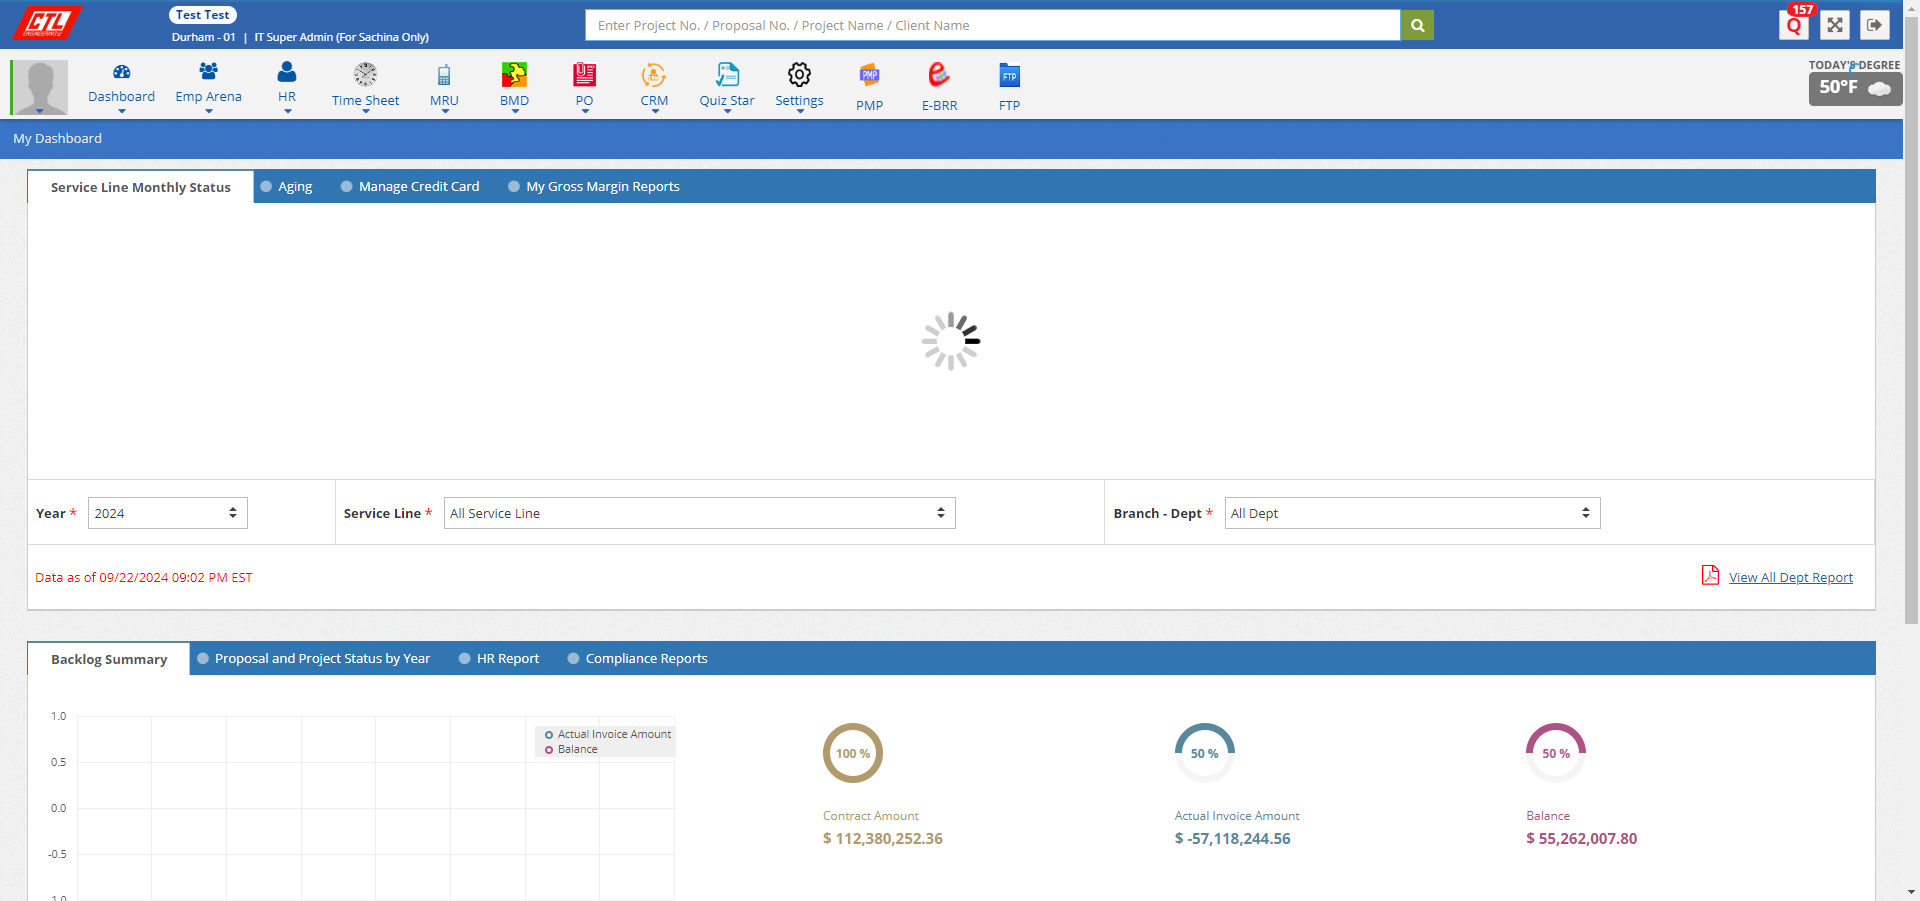 CTL
ENGINEERING
Test Test
Durham - 01 | IT Super Admin (For Sachina Only)
Enter Project No. / Proposal No. / Project Name / Client Name
157
Q
Dashboard
Emp Arena
HR
Time Sheet
MRU
BMD
PO
CRM
Quiz Star
Settings
PMP
PMP
E-BRR
FTP
FTP
TODAY'S DEGREE
50°F
My Dashboard
Service Line Monthly Status
Aging
Manage Credit Card
My Gross Margin Reports
Year * 2024
Service Line * All Service Line
Branch - Dept * All Dept
Data as of 09/22/2024 09:02 PM EST
View All Dept Report
Backlog Summary
Proposal and Project Status by Year
HR Report
Compliance Reports
1.0
0.5
0.0
-0.5
-1.0
Actual Invoice Amount
Balance
100 %
Contract Amount
$ 112,380,252.36
50 %
Actual Invoice Amount
$ -57,118,244.56
50 %
Balance
$ 55,262,007.80